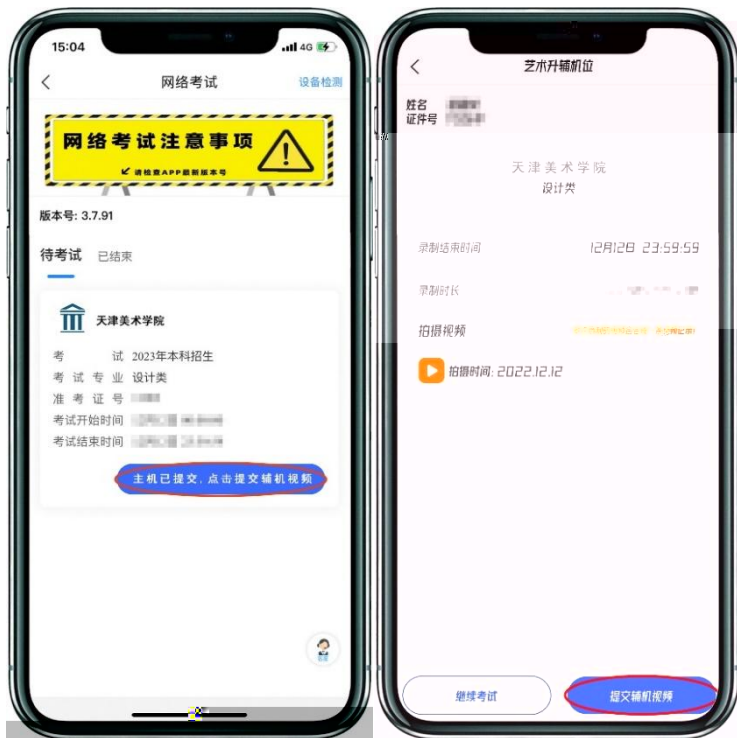 15:04
4G
网络考试
设备检测
网络考试注意事项
请检查APP最新版本号
版本号: 3.7.91
待考试 已结束
天津美术学院
考 试 2023年本科招生
考试专业 设计类
准考证号
考试开始时间
考试结束时间
主机已提交,点击提交辅机视频
艺术升辅机位
姓名
证件号
天津美术学院
设计类
录制结束时间 12月12日 23:59:59
录制时长
拍摄视频
拍摄时间: 2022.12.12
继续考试
提交辅机视频